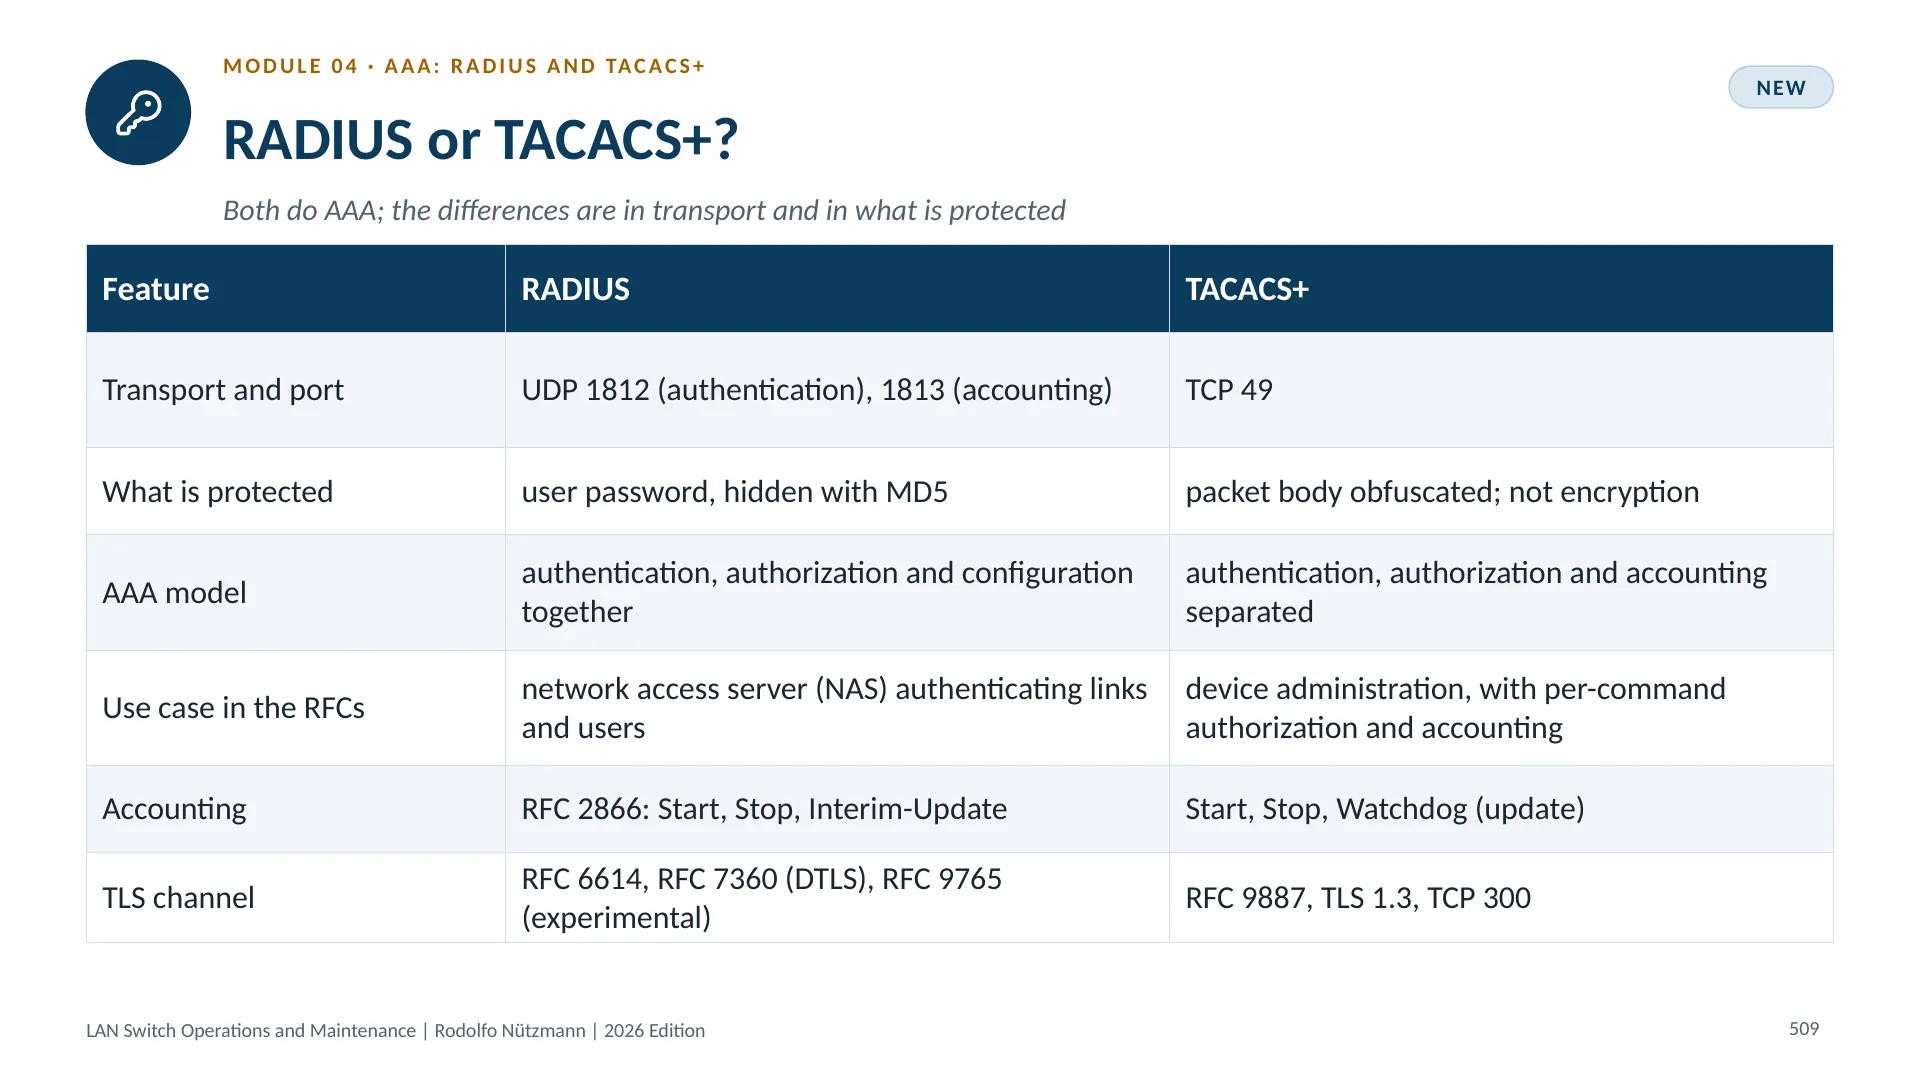 MODULE 04 · AAA: RADIUS AND TACACS+
NEW
RADIUS or TACACS+?
Both do AAA; the differences are in transport and in what is protected
Feature
RADIUS
TACACS+
Transport and port
UDP 1812 (authentication), 1813 (accounting)
TCP 49
What is protected
user password, hidden with MD5
packet body obfuscated; not encryption
AAA model
authentication, authorization and configuration
together
authentication, authorization and accounting
separated
Use case in the RFCs
network access server (NAS) authenticating links
and users
device administration, with per-command
authorization and accounting
Accounting
RFC 2866: Start, Stop, Interim-Update
Start, Stop, Watchdog (update)
TLS channel
RFC 6614, RFC 7360 (DTLS), RFC 9765
(experimental)
RFC 9887, TLS 1.3, TCP 300
LAN Switch Operations and Maintenance | Rodolfo Nützmann | 2026 Edition
509